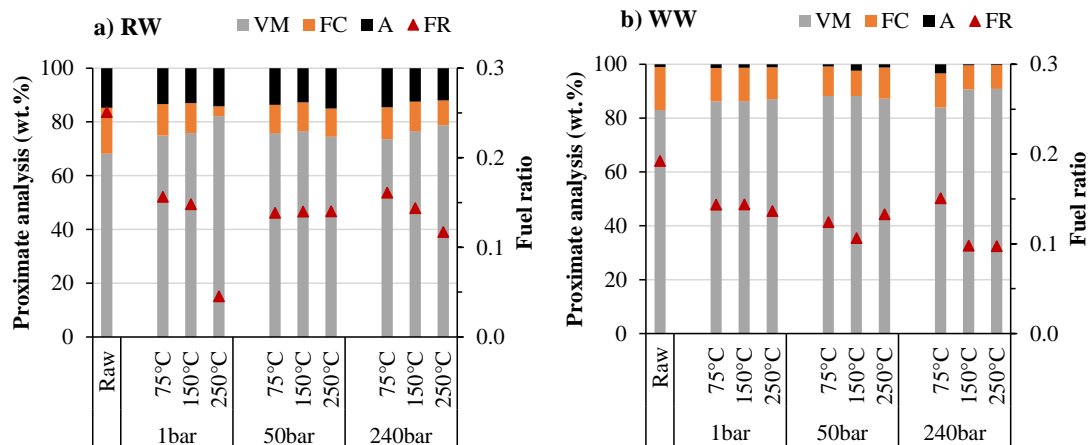 a) RW
VM FC A FR
Proximate analysis (wt.%)
100
80
60
40
20
0
0.3
0.2
0.1
0.0
Fuel ratio
Raw 75°C 150°C 250°C 75°C 150°C 250°C 75°C 150°C 250°C
1bar 50bar 240bar
b) WW
VM FC A FR
Proximate analysis (wt.%)
100
80
60
40
20
0
0.3
0.2
0.1
0.0
Fuel ratio
Raw 75°C 150°C 250°C 75°C 150°C 250°C 75°C 150°C 250°C
1bar 50bar 240bar